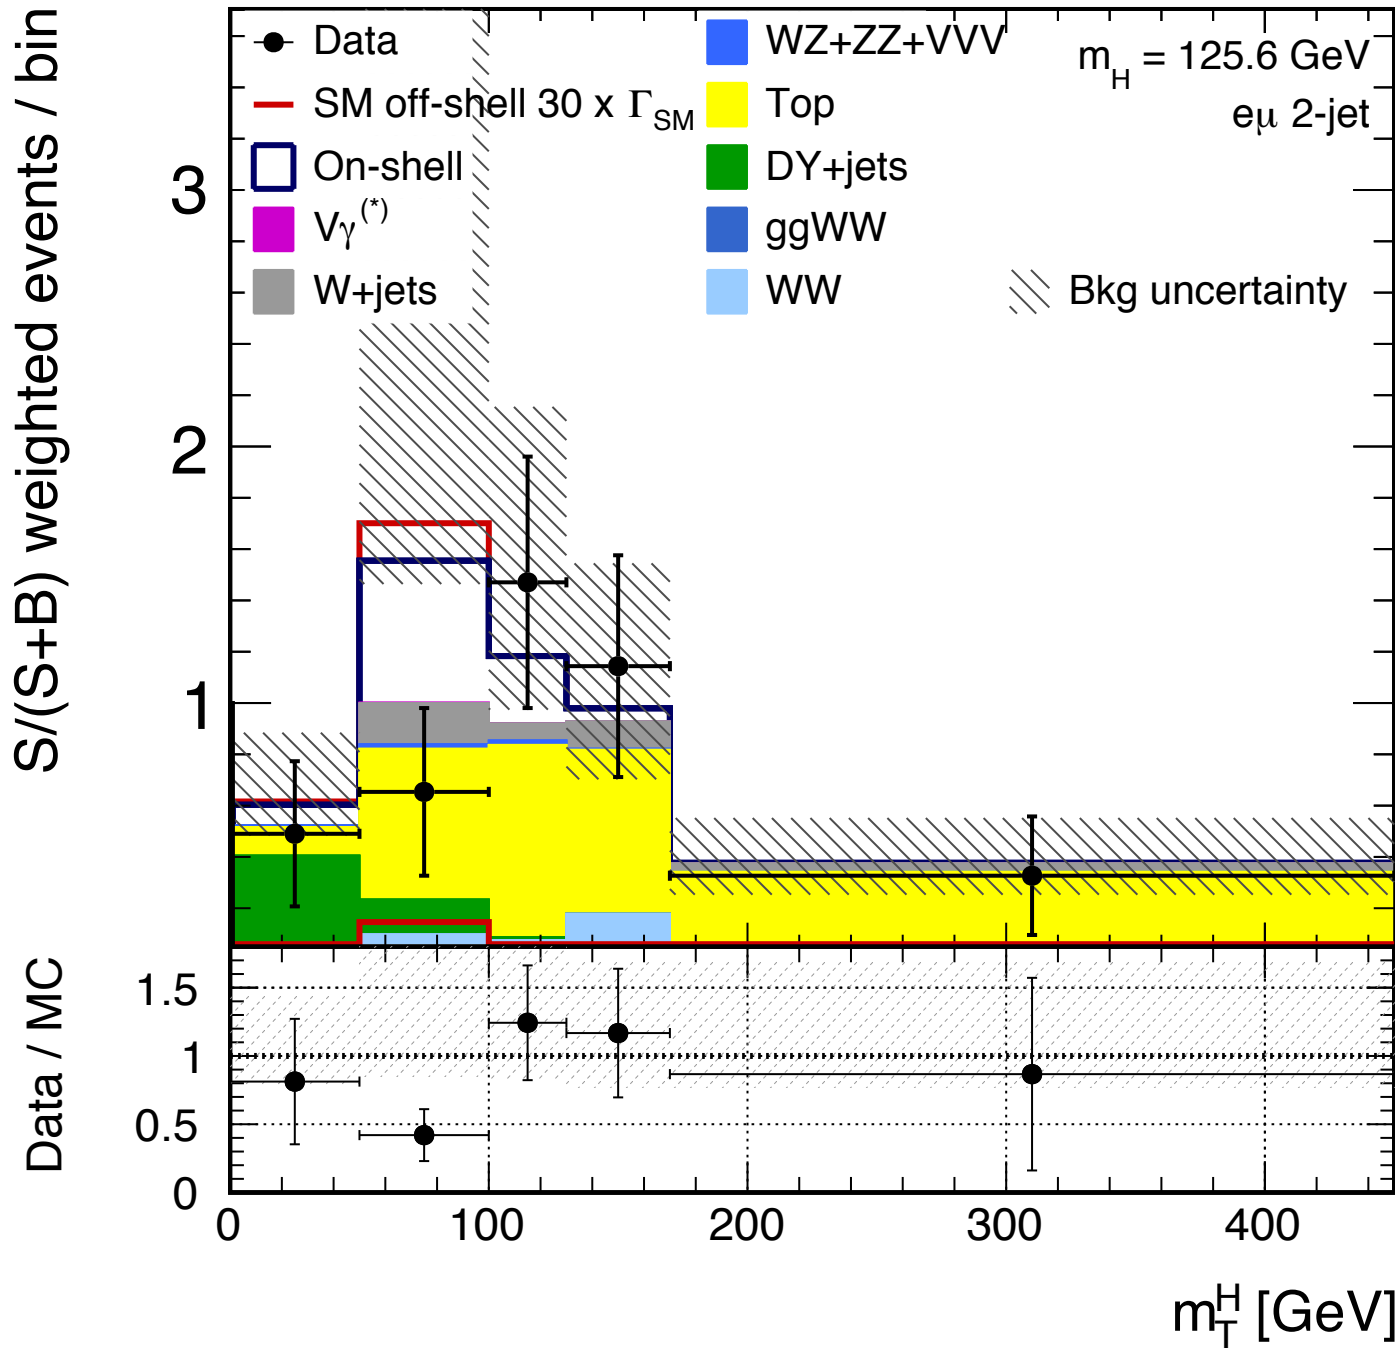 S/(S+B) weighted events / bin
Data
SM off-shell 30 x Γ_SM
On-shell
Vγ^(*)
W+jets
WZ+ZZ+VVV
Top
DY+jets
ggWW
WW
m_H = 125.6 GeV
eμ 2-jet
Bkg uncertainty
3
2
1
Data / MC
1.5
1
0.5
0
0 100 200 300 400
m_T^H [GeV]